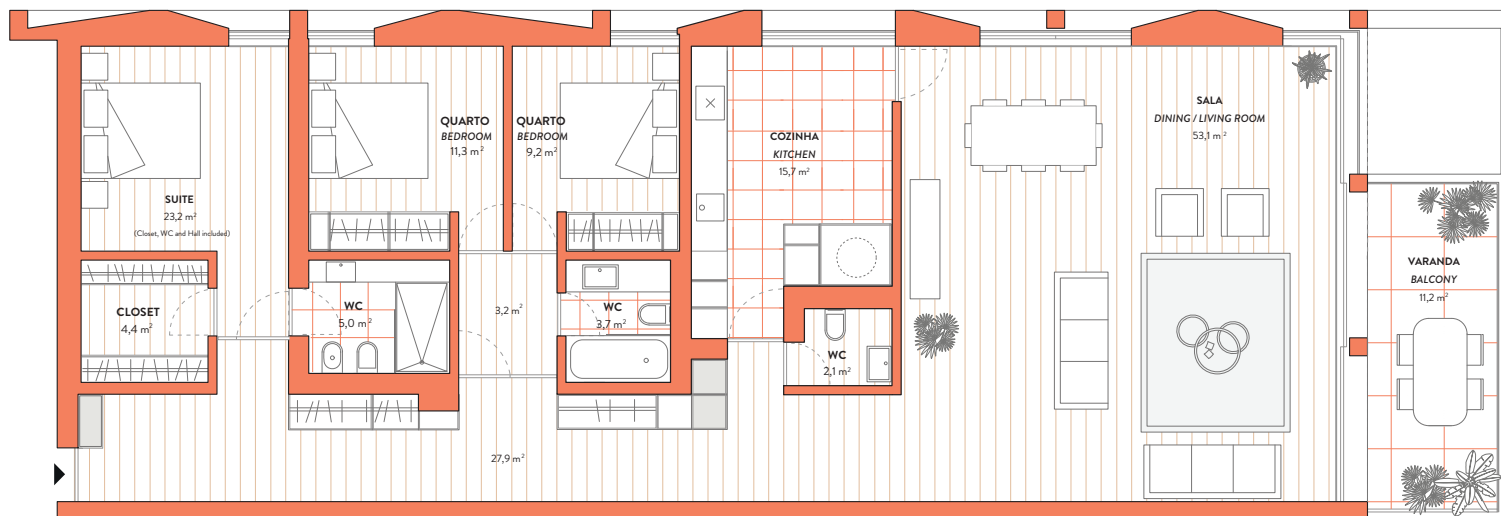 SUITE
23,2 m²
(Closet, WC and Hall included)
QUARTO
BEDROOM
11,3 m²
QUARTO
BEDROOM
9,2 m²
COZINHA
KITCHEN
15,7 m²
SALA
DINING / LIVING ROOM
53,1 m²
CLOSET
4,4 m²
WC
5,0 m²
3,2 m²
WC
3,7 m²
WC
2,1 m²
VARANDA
BALCONY
11,2 m²
27,9 m²